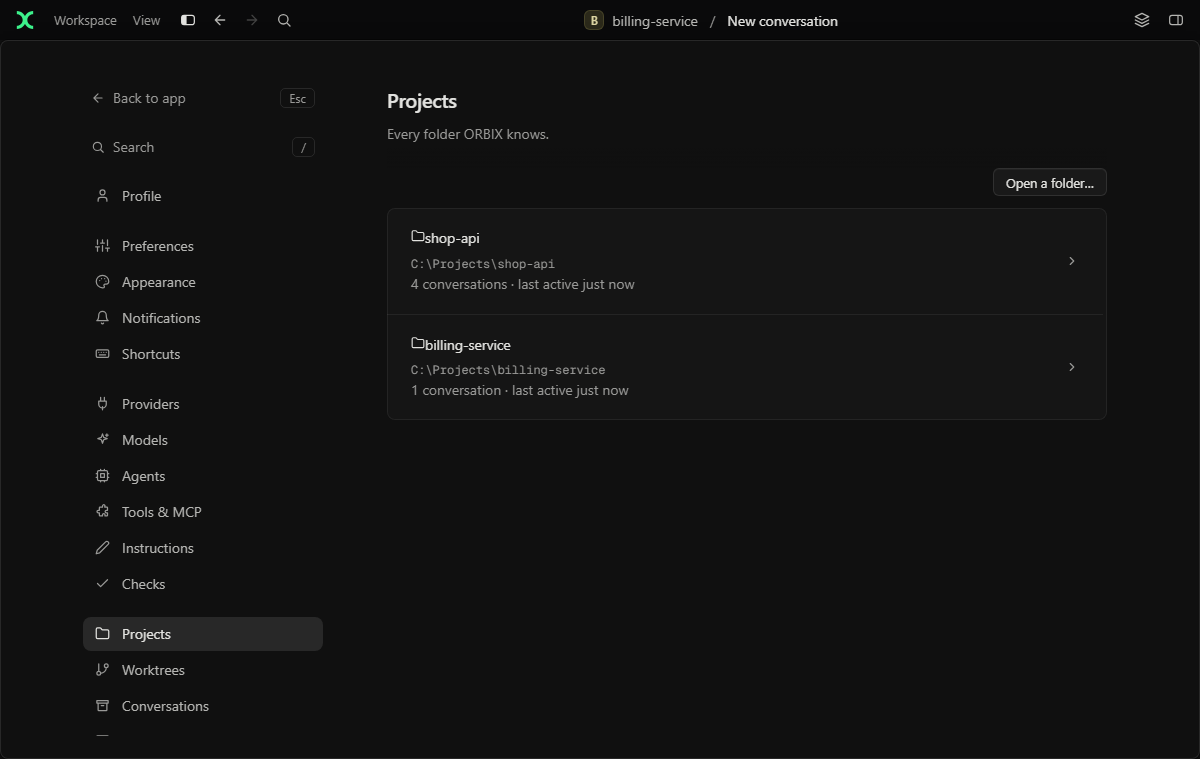 Workspace View
B billing-service / New conversation
Back to app Esc
Search /
Profile
Preferences
Appearance
Notifications
Shortcuts
Providers
Models
Agents
Tools & MCP
Instructions
Checks
Projects
Worktrees
Conversations
Projects
Every folder ORBIX knows.
Open a folder...
shop-api
C:\Projects\shop-api
4 conversations · last active just now
billing-service
C:\Projects\billing-service
1 conversation · last active just now